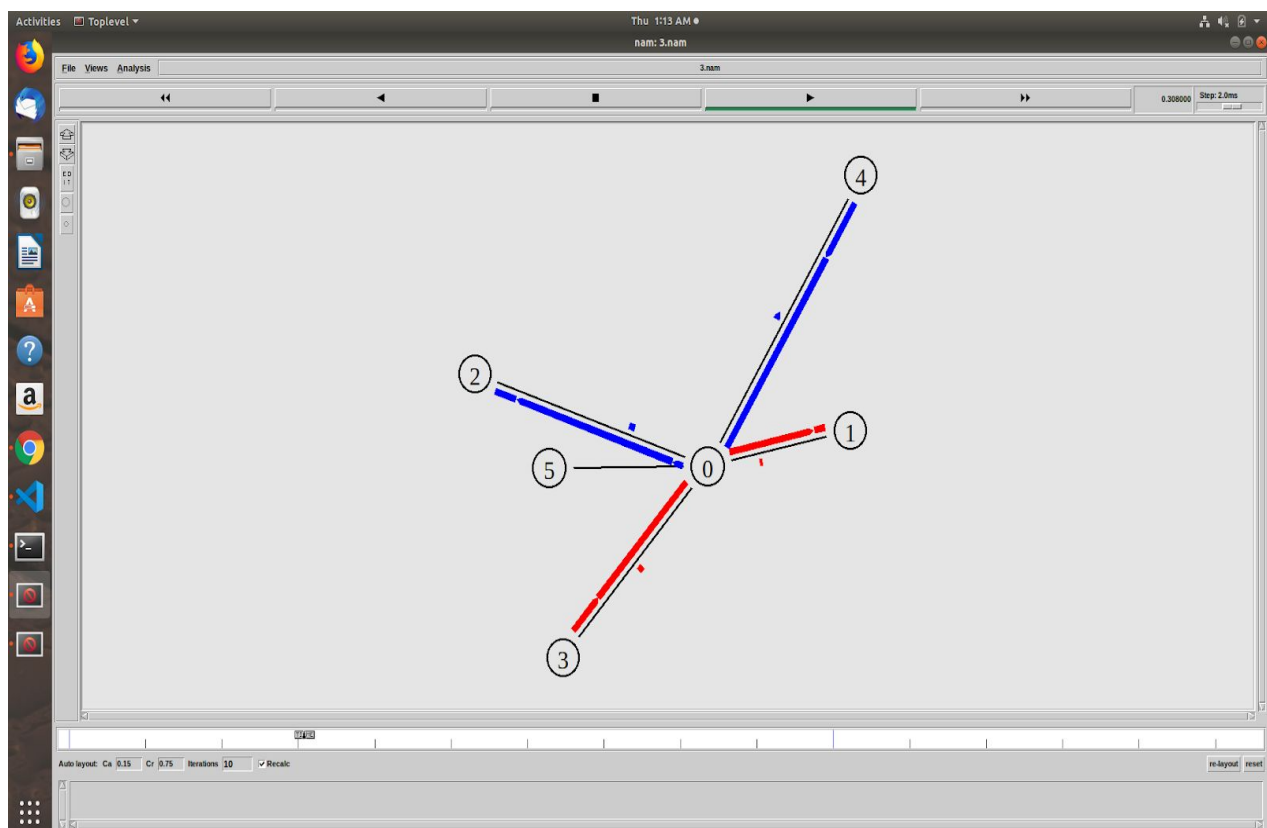 Activities Toplevel Thu 1:13 AM
nam: 3.nam
File Views Analysis 3.nam
0.308000 Step: 2.0ms
4
2
1
5
0
3
Auto layout: Ca 0.15 Cr 0.75 Iterations 10 Recalc re-layout reset